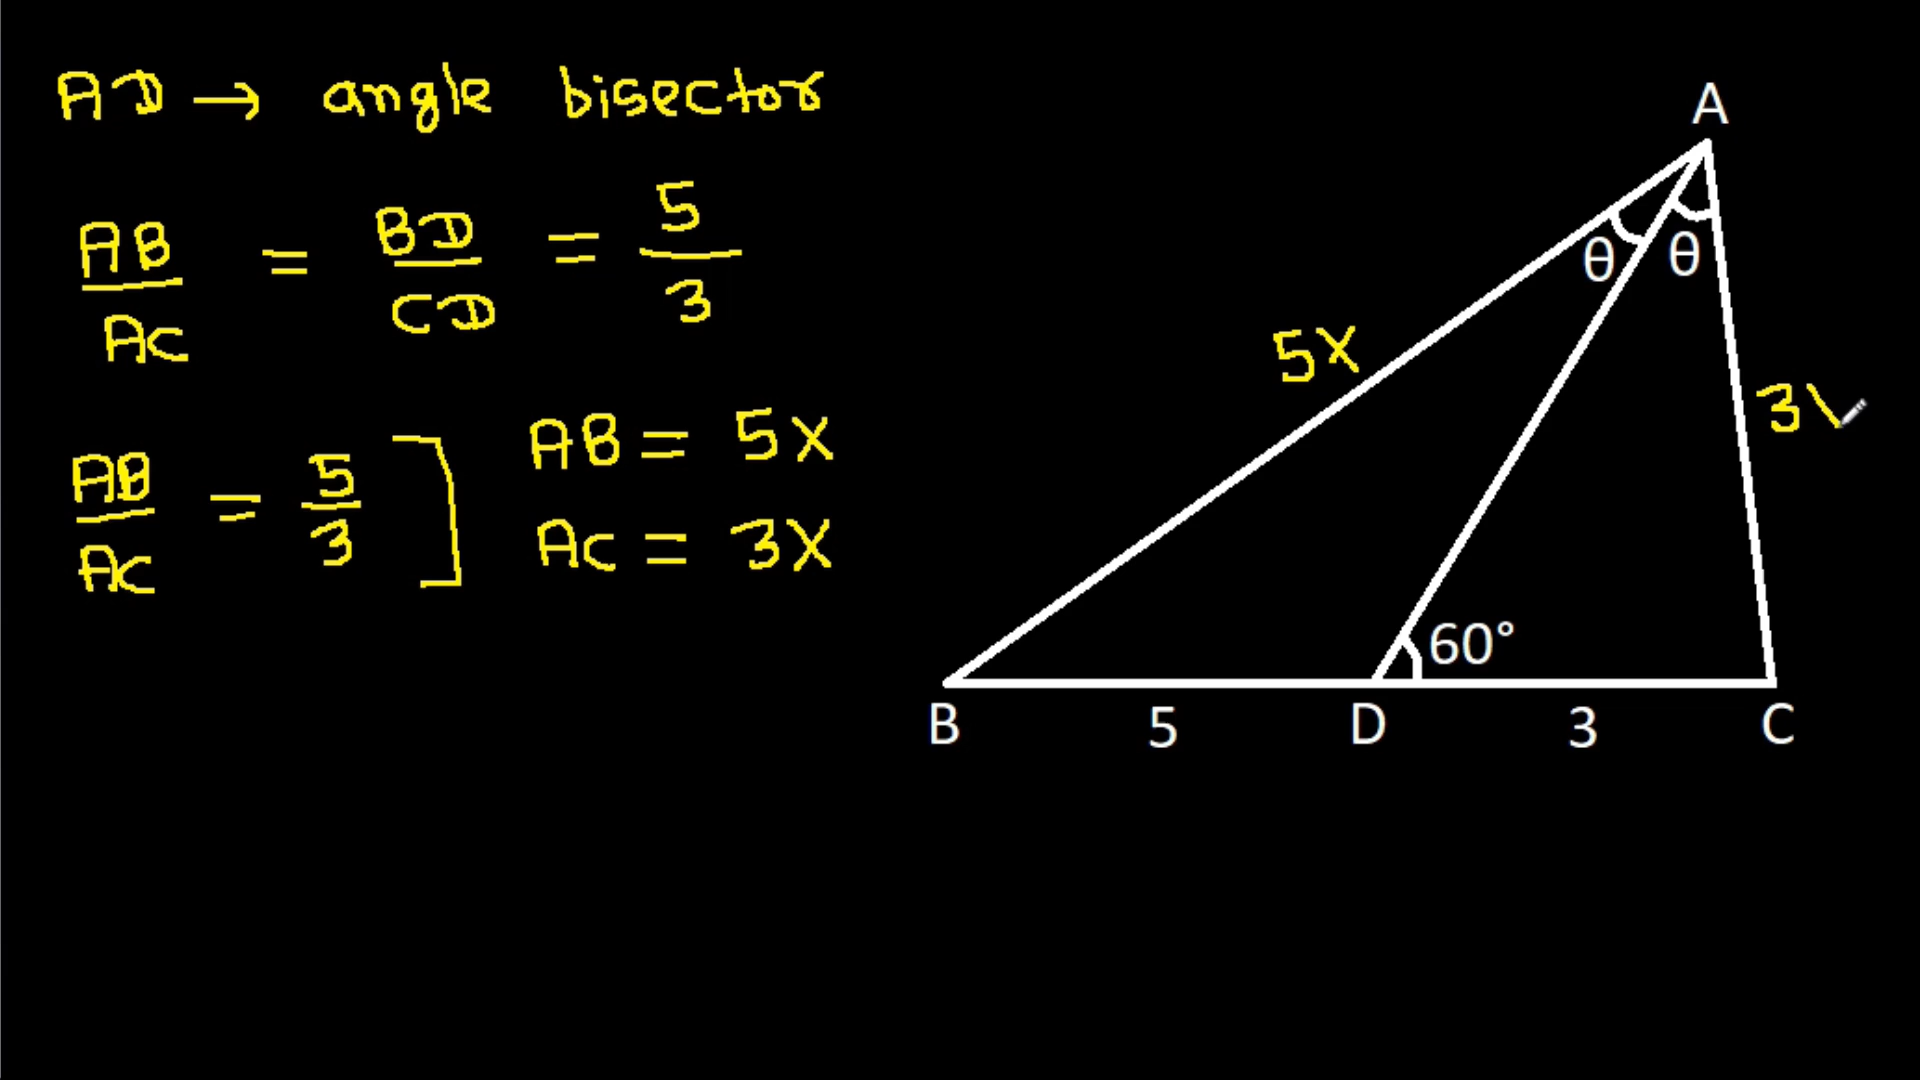 AD → angle bisector
AB/AC = BD/CD = 5/3
AB/AC = 5/3 ] AB = 5x
AC = 3x
A
θ θ
5x
3
60°
B 5 D 3 C